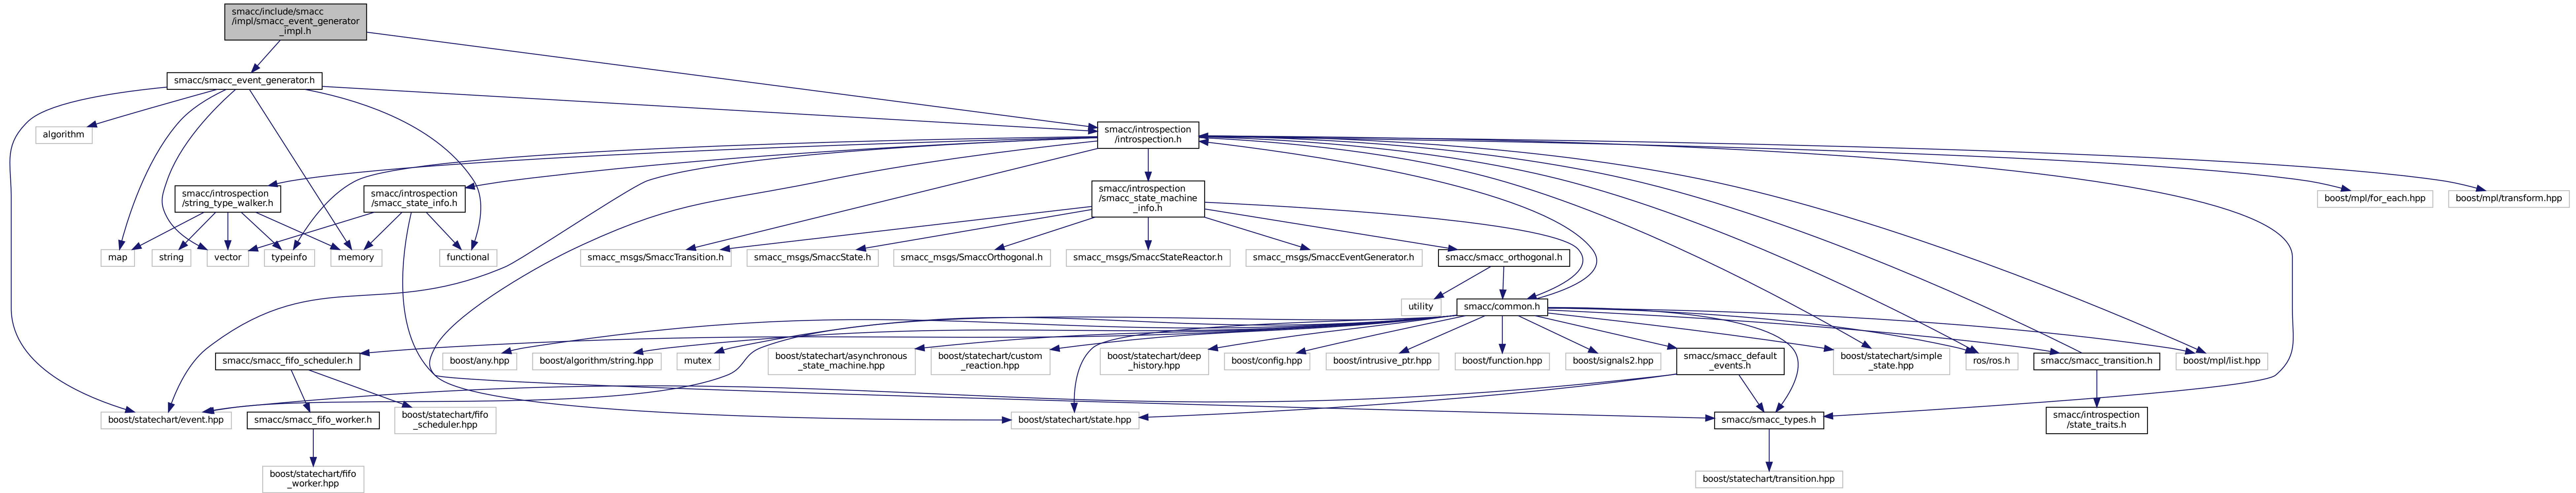 smacc/include/smacc
/impl/smacc_event_generator
_impl.h
smacc/smacc_event_generator.h
algorithm
smacc/introspection
/introspection.h
smacc/introspection
/string_type_walker.h
smacc/introspection
/smacc_state_info.h
smacc/introspection
/smacc_state_machine
_info.h
boost/mpl/for_each.hpp
boost/mpl/transform.hpp
map
string
vector
typeinfo
memory
functional
smacc_msgs/SmaccTransition.h
smacc_msgs/SmaccState.h
smacc_msgs/SmaccOrthogonal.h
smacc_msgs/SmaccStateReactor.h
smacc_msgs/SmaccEventGenerator.h
smacc/smacc_orthogonal.h
utility
smacc/common.h
smacc/smacc_fifo_scheduler.h
boost/any.hpp
boost/algorithm/string.hpp
mutex
boost/statechart/asynchronous
_state_machine.hpp
boost/statechart/custom
_reaction.hpp
boost/statechart/deep
_history.hpp
boost/config.hpp
boost/intrusive_ptr.hpp
boost/function.hpp
boost/signals2.hpp
smacc/smacc_default
_events.h
boost/statechart/simple
_state.hpp
ros/ros.h
smacc/smacc_transition.h
boost/mpl/list.hpp
boost/statechart/event.hpp
smacc/smacc_fifo_worker.h
boost/statechart/fifo
_scheduler.hpp
boost/statechart/state.hpp
smacc/smacc_types.h
smacc/introspection
/state_traits.h
boost/statechart/fifo
_worker.hpp
boost/statechart/transition.hpp